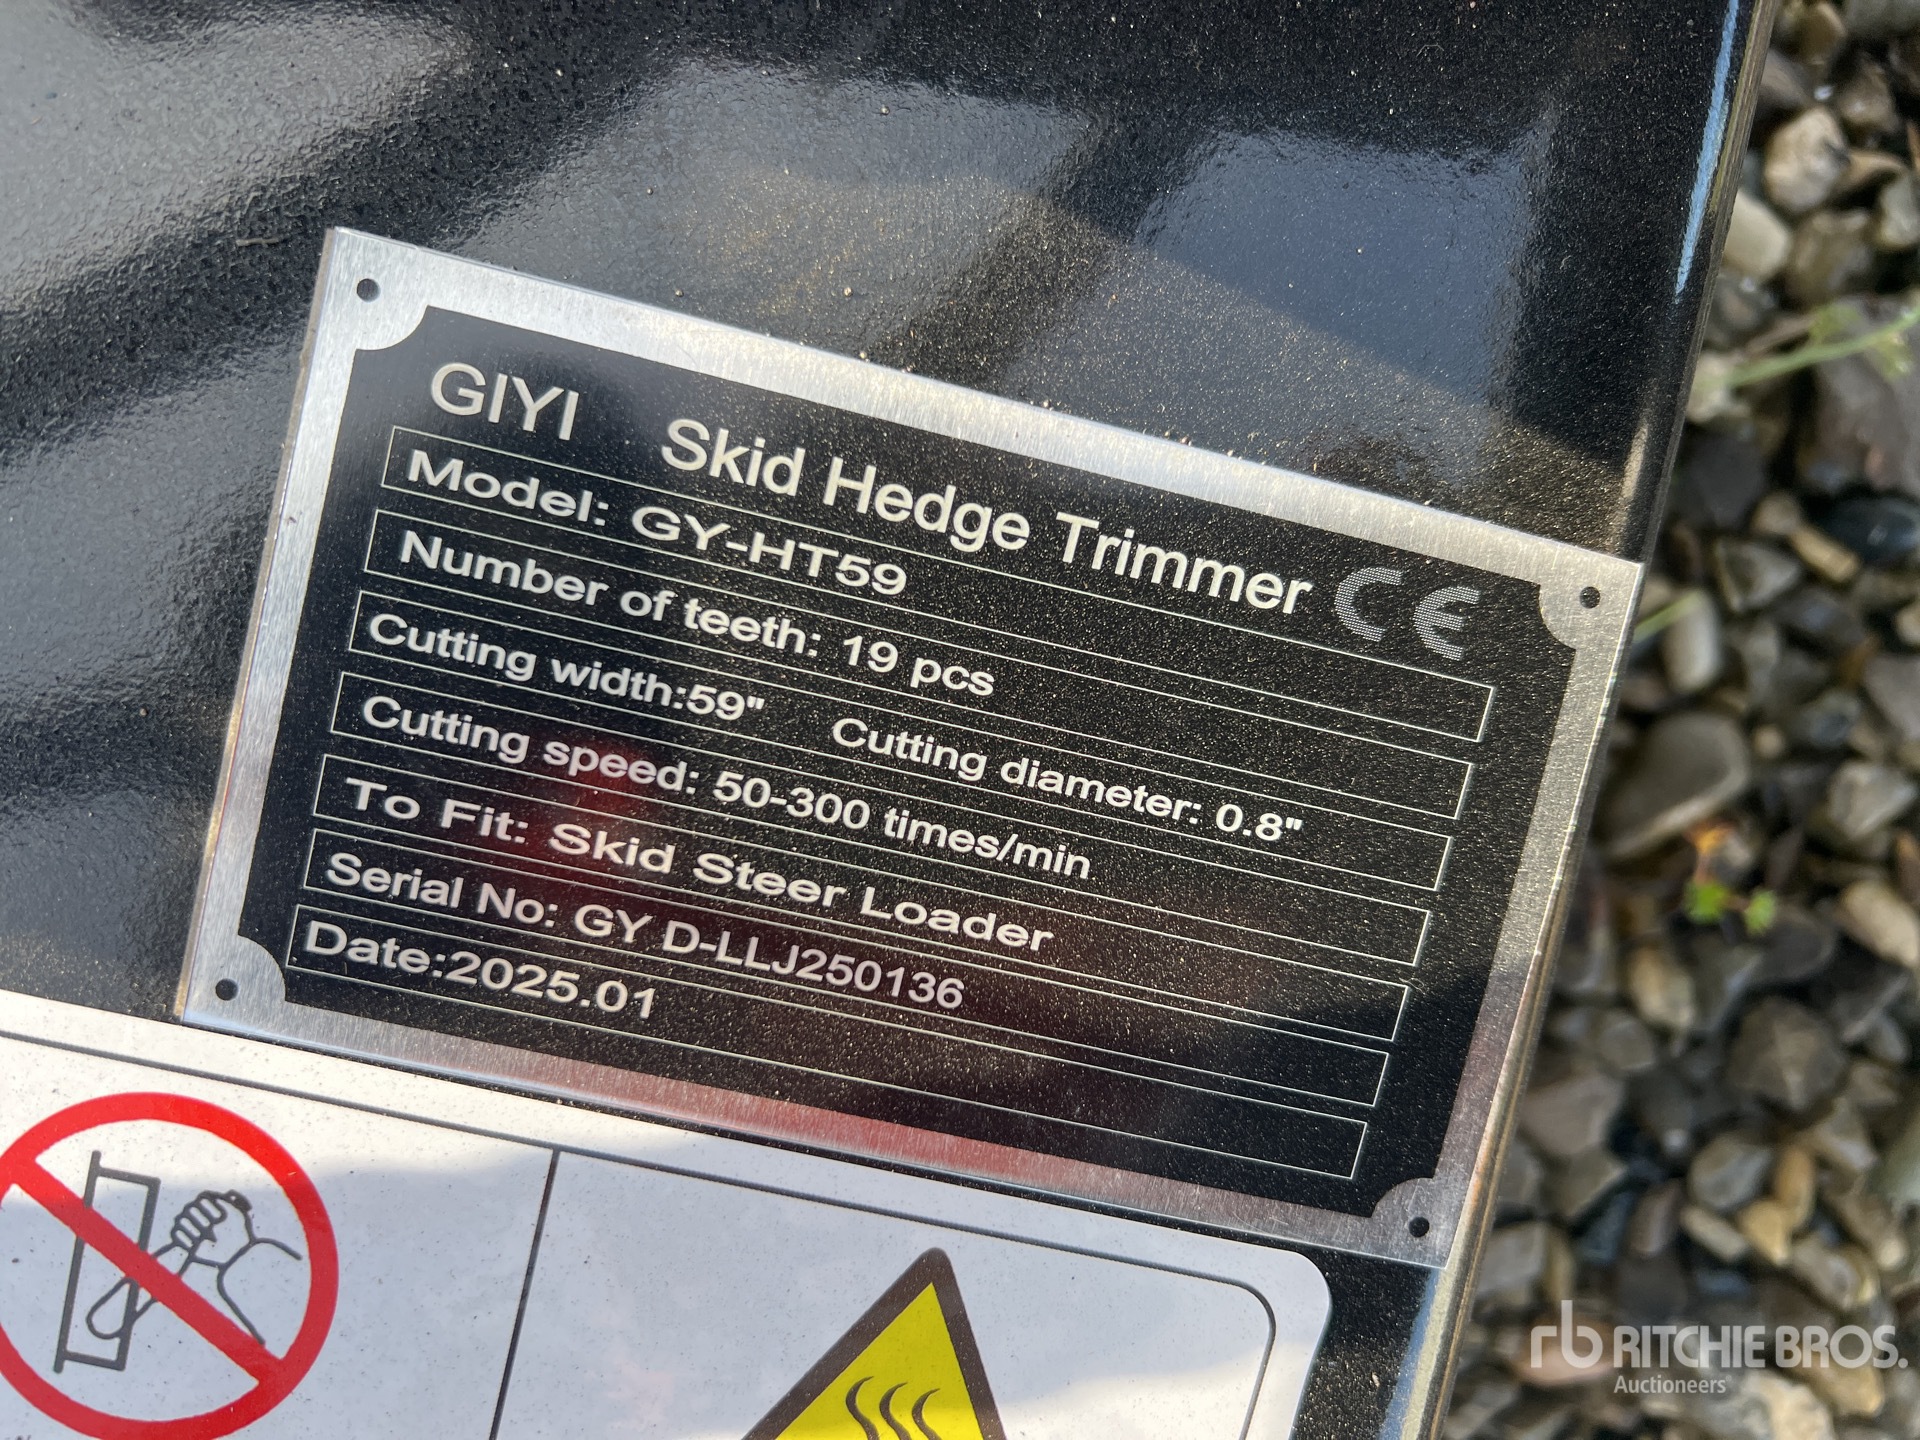 GIYI Skid Hedge Trimmer CE
Model: GY-HT59
Number of teeth: 19 pcs
Cutting width:59" Cutting diameter: 0.8"
Cutting speed: 50-300 times/min
To Fit: Skid Steer Loader
Serial No: GY D-LLJ250136
Date:2025.01
rb RITCHIE BROS.
Auctioneers